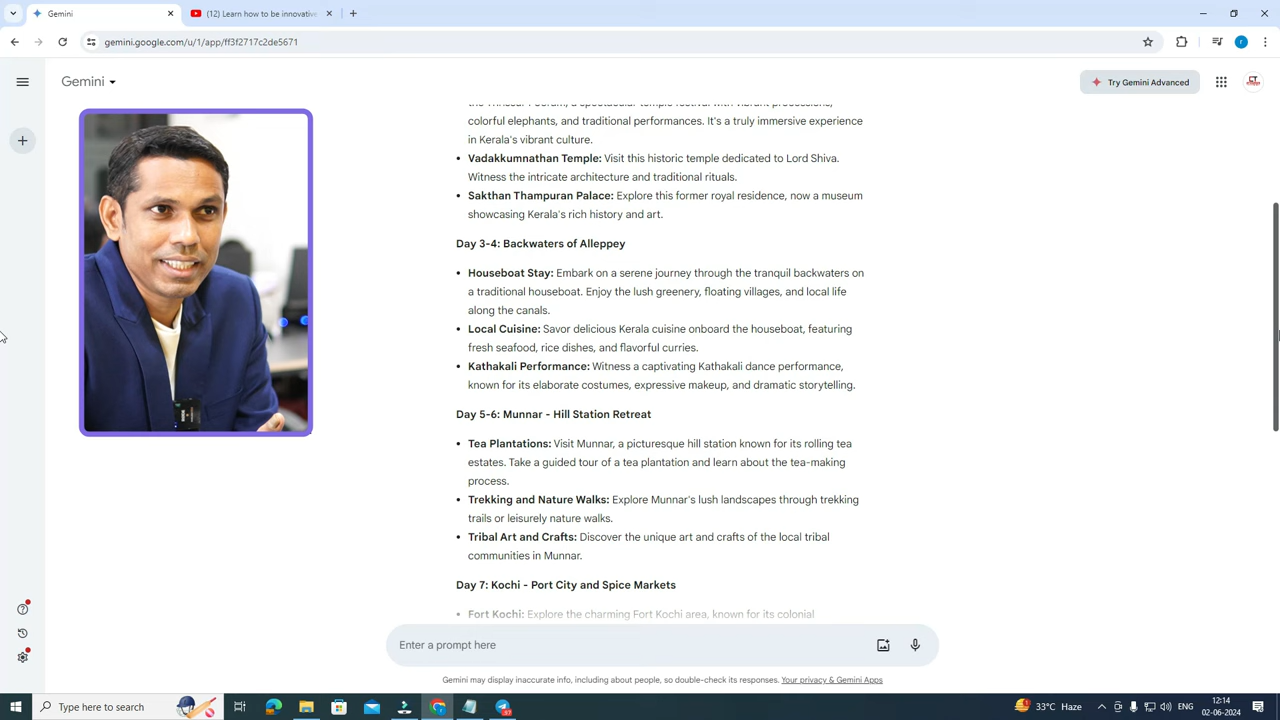 Gemini
(12) Learn how to be innovative
gemini.google.com/u/1/app/ff3f2717c2de5671
Gemini
Try Gemini Advanced
colorful elephants, and traditional performances. It's a truly immersive experience
in Kerala's vibrant culture.
Vadakkumnathan Temple: Visit this historic temple dedicated to Lord Shiva.
Witness the intricate architecture and traditional rituals.
Sakthan Thampuran Palace: Explore this former royal residence, now a museum
showcasing Kerala's rich history and art.
Day 3-4: Backwaters of Alleppey
Houseboat Stay: Embark on a serene journey through the tranquil backwaters on
a traditional houseboat. Enjoy the lush greenery, floating villages, and local life
along the canals.
Local Cuisine: Savor delicious Kerala cuisine onboard the houseboat, featuring
fresh seafood, rice dishes, and flavorful curries.
Kathakali Performance: Witness a captivating Kathakali dance performance,
known for its elaborate costumes, expressive makeup, and dramatic storytelling.
Day 5-6: Munnar - Hill Station Retreat
Tea Plantations: Visit Munnar, a picturesque hill station known for its rolling tea
estates. Take a guided tour of a tea plantation and learn about the tea-making
process.
Trekking and Nature Walks: Explore Munnar's lush landscapes through trekking
trails or leisurely nature walks.
Tribal Art and Crafts: Discover the unique art and crafts of the local tribal
communities in Munnar.
Day 7: Kochi - Port City and Spice Markets
Fort Kochi: Explore the charming Fort Kochi area, known for its colonial
Enter a prompt here
Gemini may display inaccurate info, including about people, so double-check its responses. Your privacy & Gemini Apps
Type here to search
33°C Haze
ENG
12:14
02-06-2024